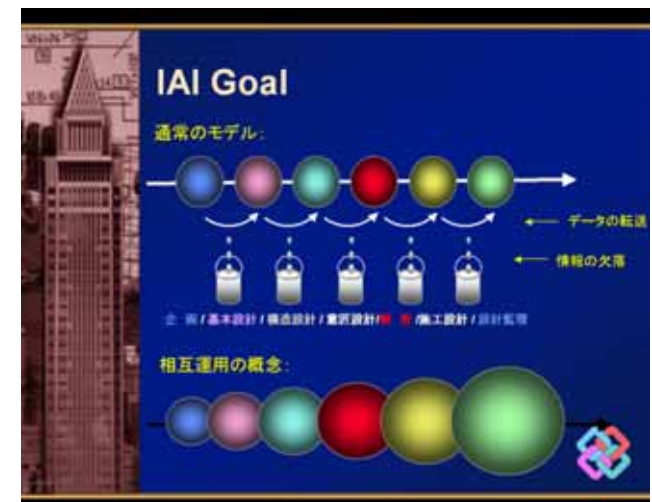 IAI Goal
通常のモデル:
データの転送
情報の欠落
企 画 / 基本設計 / 構造設計 / 意匠設計/ /施工設計 / 設計監理
相互運用の概念: